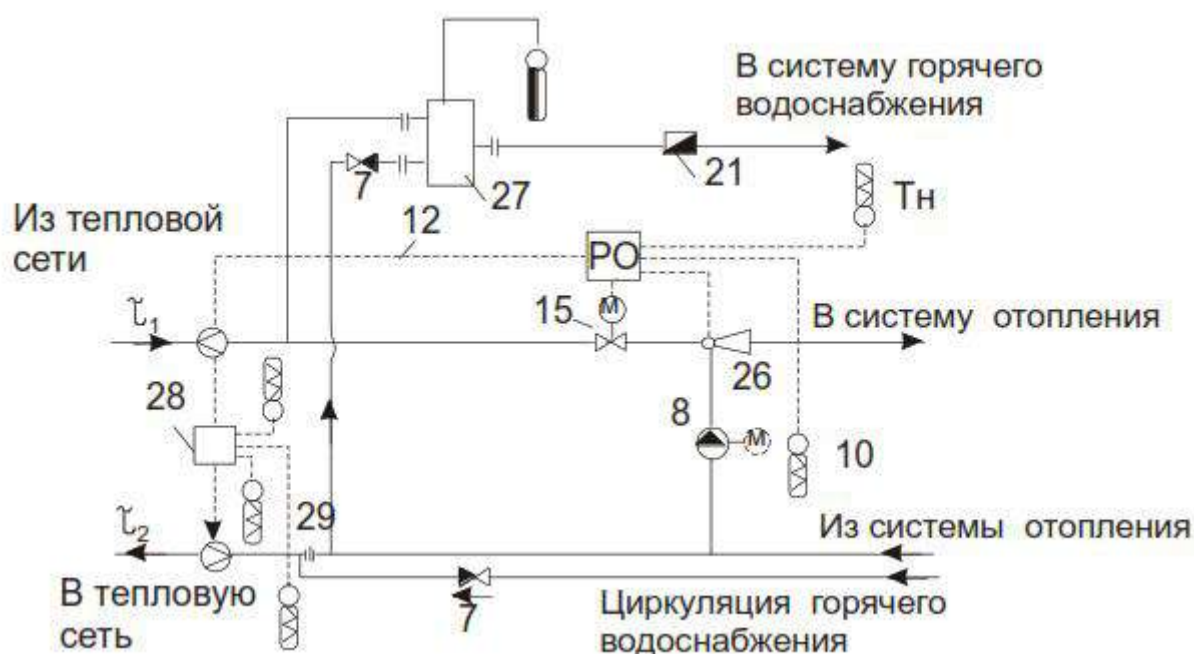 В систему горячего
водоснабжения
7
27
21
Tн
Из тепловой
сети
12
РО
М
15
τ1
В систему отопления
26
28
8
М
10
29
τ2
Из системы отопления
В тепловую
сеть
7
Циркуляция горячего
водоснабжения